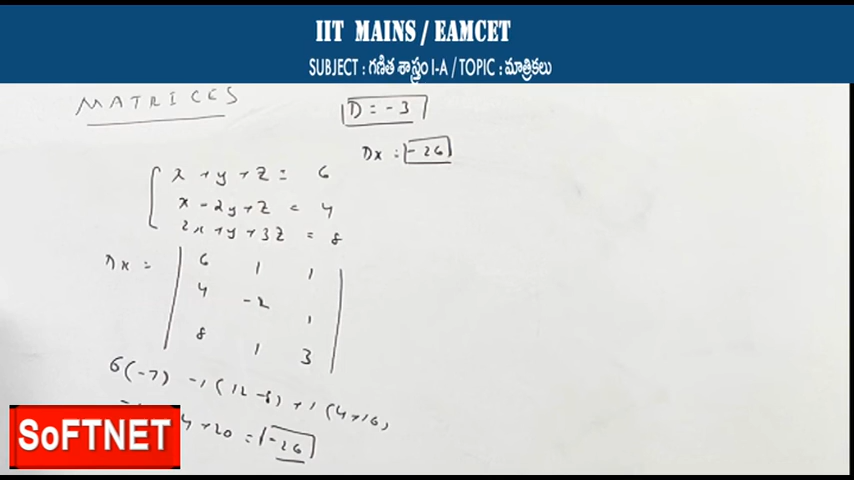 IIT MAINS / EAMCET
SUBJECT : గణిత శాస్త్రం I-A / TOPIC : మాత్రికలు
MATRICES
D = -3
Dx = -26
x + y + z = 6
x - 2y + z = 4
2x + y + 3z = 8
Dx =
6 1 1
4 -2 1
8 1 3
6(-7) -1(12-8) + 1(4+16)
4 + 20 = -26
SoFTNET